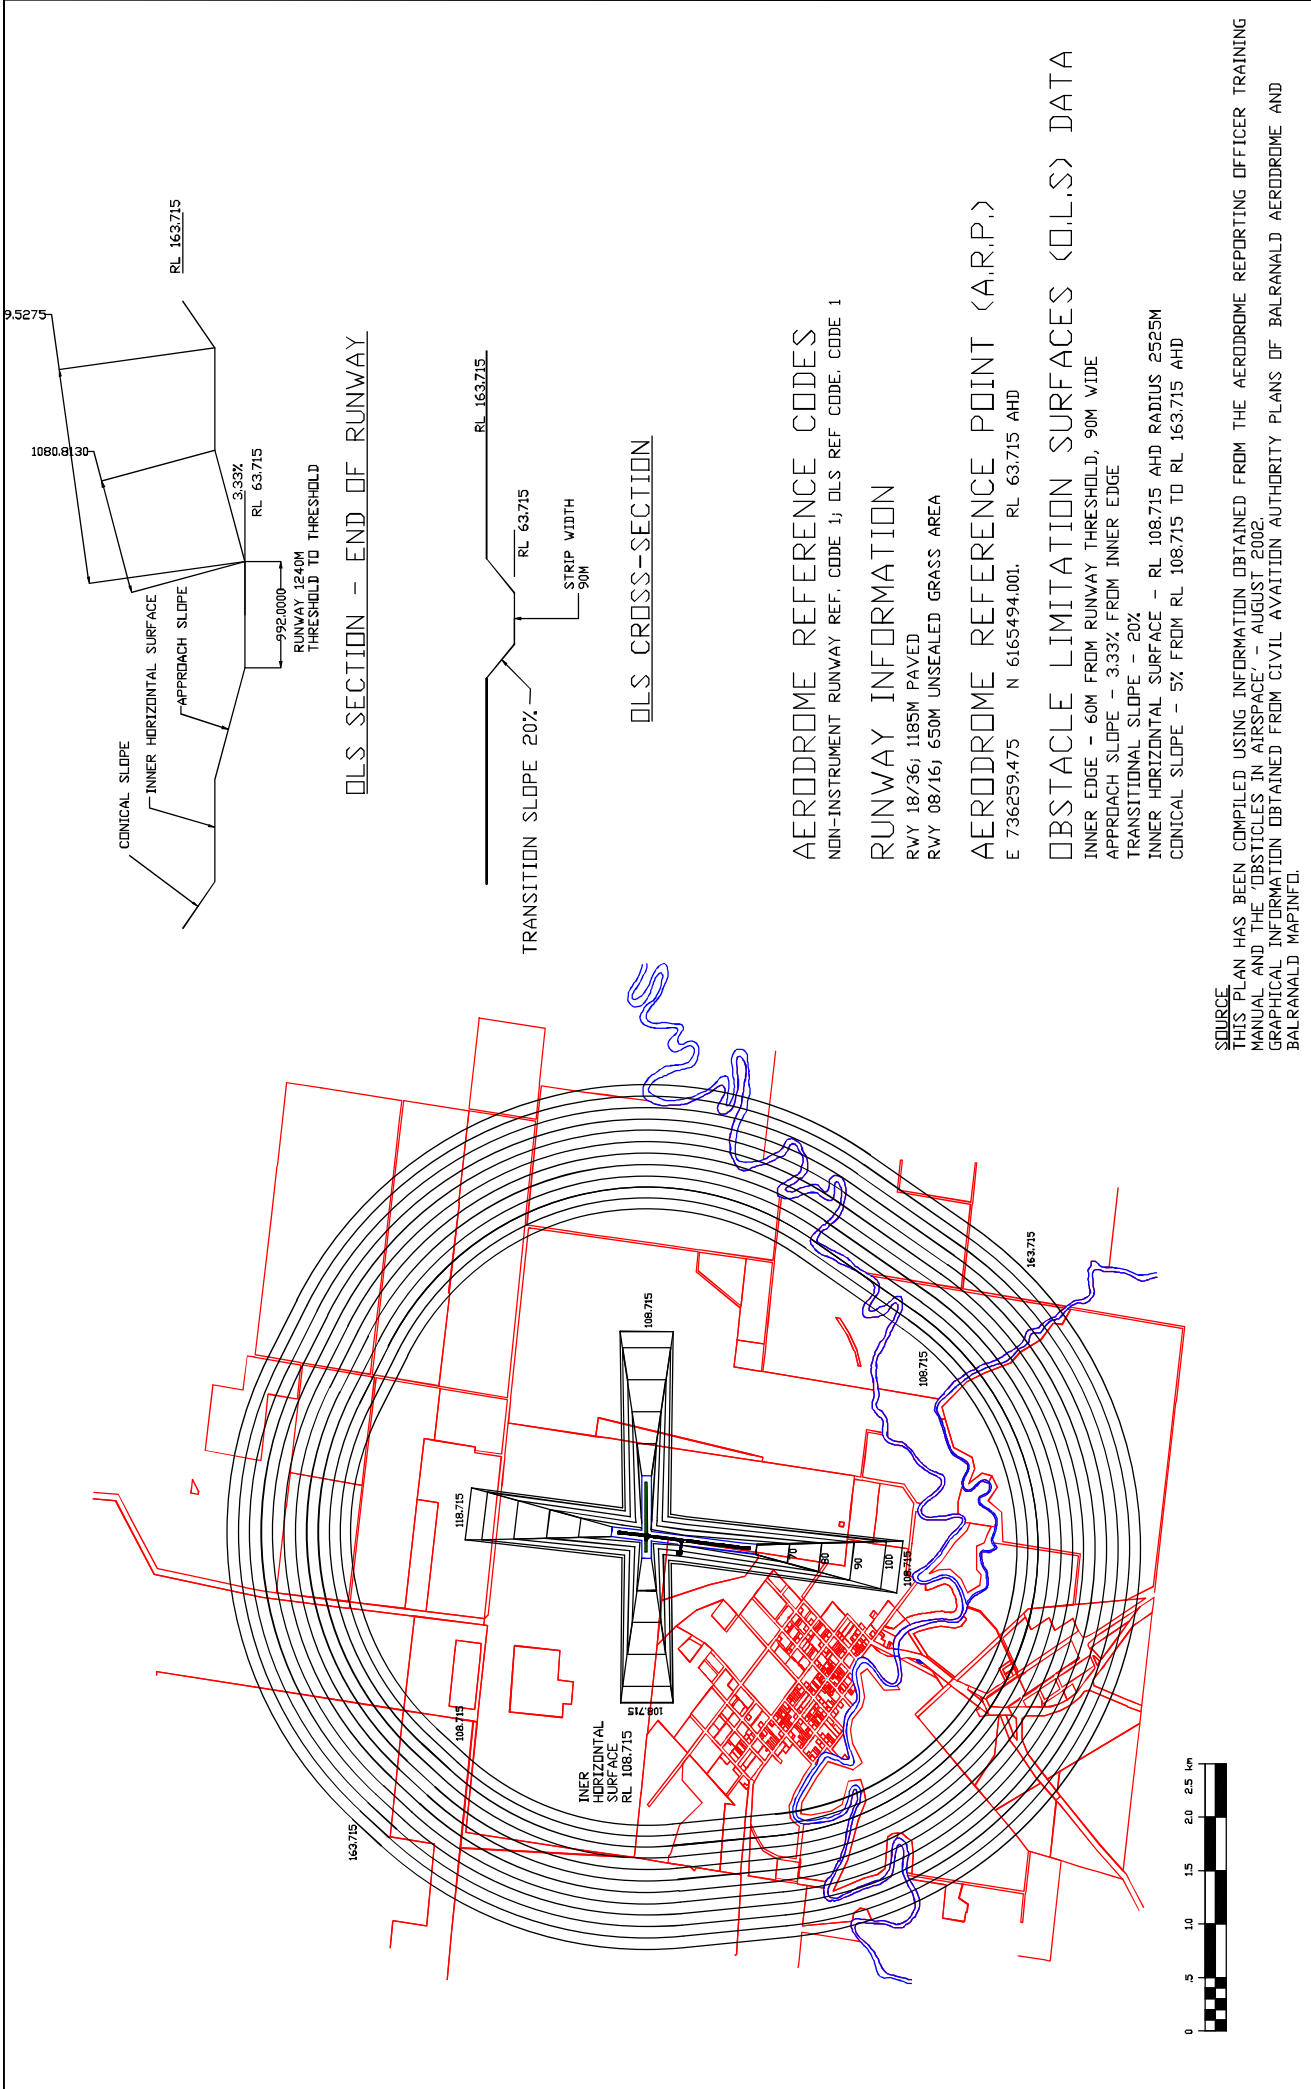 CONICAL SLOPE
INNER HORIZONTAL SURFACE
APPROACH SLOPE
992.0000
RUNWAY 1240M
THRESHOLD TO THRESHOLD
3.33%
RL 63.715
1080.8130
9.5275
RL 163.715
OLS SECTION - END OF RUNWAY
RL 163.715
RL 63.715
STRIP WIDTH
90M
TRANSITION SLOPE 20%
OLS CROSS-SECTION
AERODROME REFERENCE CODES
NON-INSTRUMENT RUNWAY REF. CODE 1; OLS REF CODE. CODE 1
RUNWAY INFORMATION
RWY 18/36; 1185M PAVED
RWY 08/16; 650M UNSEALED GRASS AREA
AERODROME REFERENCE POINT (A.R.P.)
E 736259.475 N 6165494.001. RL 63.715 AHD
OBSTACLE LIMITATION SURFACES (O.L.S) DATA
INNER EDGE - 60M FROM RUNWAY THRESHOLD, 90M WIDE
APPROACH SLOPE - 3.33% FROM INNER EDGE
TRANSITIONAL SLOPE - 20%
INNER HORIZONTAL SURFACE - RL 108.715 AHD RADIUS 2525M
CONICAL SLOPE - 5% FROM RL 108.715 TO RL 163.715 AHD
SOURCE
THIS PLAN HAS BEEN COMPILED USING INFORMATION OBTAINED FROM THE AERODROME REPORTING OFFICER TRAINING
MANUAL AND THE 'OBSTICLES IN AIRSPACE' - AUGUST 2002.
GRAPHICAL INFORMATION OBTAINED FROM CIVIL AVAITION AUTHORITY PLANS OF BALRANALD AERODROME AND
BALRANALD MAPINFO.
163.715
108.715
118.715
INER
HORIZONTAL
SURFACE
RL 108.715
108.715
108.715
70
80
90
100
108.715
108.715
163.715
0 .5 1.0 1.5 2.0 2.5 km